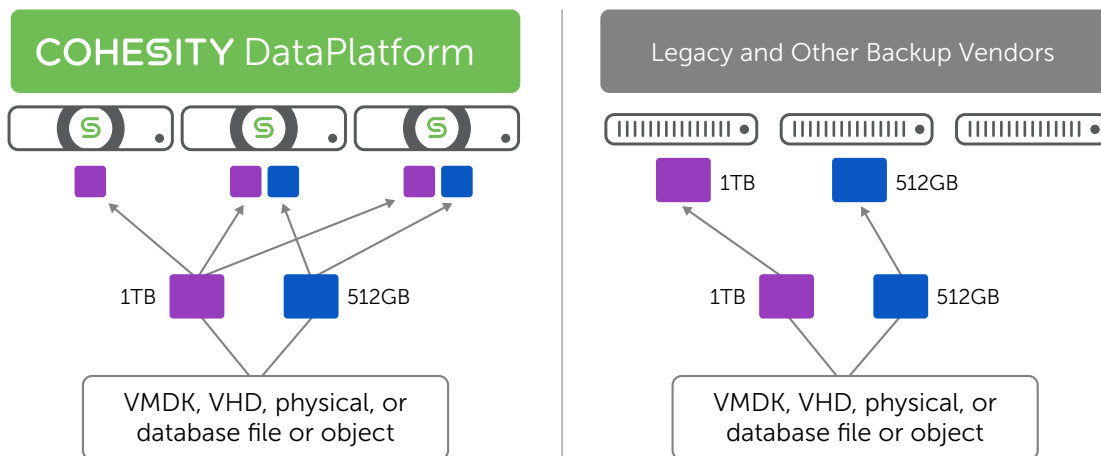 COHESITY DataPlatform
1TB
512GB
VMDK, VHD, physical, or
database file or object
Legacy and Other Backup Vendors
1TB
512GB
1TB
512GB
VMDK, VHD, physical, or
database file or object